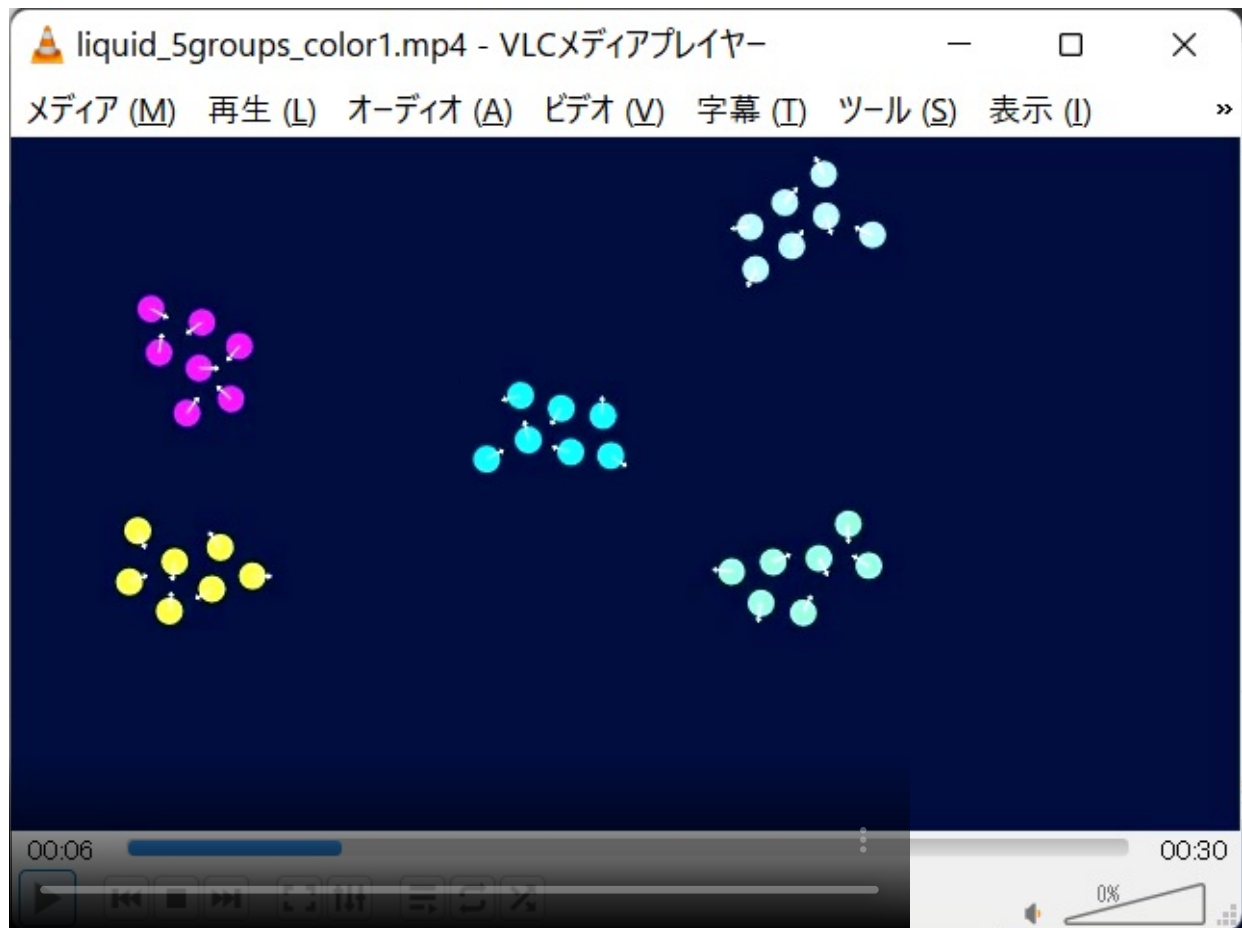 liquid_5groups_color1.mp4 - VLCメディアプレイヤー
メディア (M) 再生 (L) オーディオ (A) ビデオ (V) 字幕 (T) ツール (S) 表示 (I) »
00:06 00:30
0%